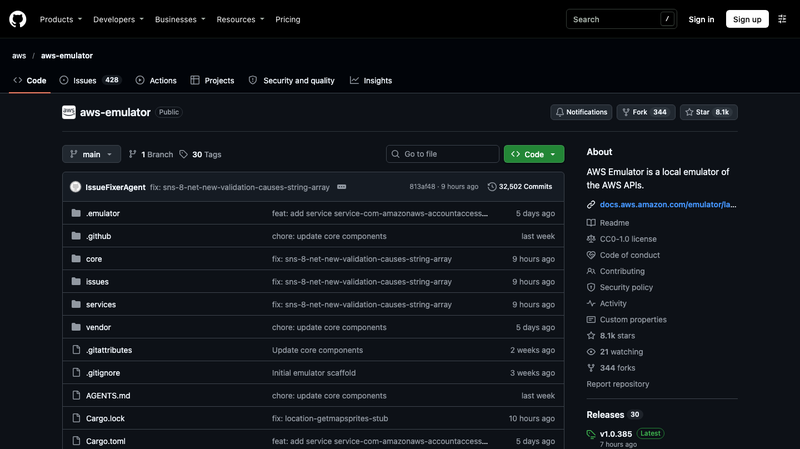 Products Developers Businesses Resources Pricing Search / Sign in Sign up
aws / aws-emulator
Code Issues 428 Actions Projects Security and quality Insights
aws aws-emulator Public Notifications Fork 344 Star 8.1k
main 1 Branch 30 Tags Go to file Code
IssueFixerAgent fix: sns-8-net-new-validation-causes-string-array 813af48 · 9 hours ago 32,502 Commits
.emulator feat: add service service-com-amazonaws-accountaccess… 5 days ago
.github chore: update core components last week
core fix: sns-8-net-new-validation-causes-string-array 9 hours ago
issues fix: sns-8-net-new-validation-causes-string-array 9 hours ago
services fix: sns-8-net-new-validation-causes-string-array 9 hours ago
vendor chore: update core components 5 days ago
.gitattributes Update core components 2 weeks ago
.gitignore Initial emulator scaffold 3 weeks ago
AGENTS.md chore: update core components last week
Cargo.lock fix: location-getmapsprites-stub 10 hours ago
Cargo.toml feat: add service service-com-amazonaws-accountaccess… 5 days ago
About
AWS Emulator is a local emulator of
the AWS APIs.
docs.aws.amazon.com/emulator/la…
Readme
CC0-1.0 license
Code of conduct
Contributing
Security policy
Activity
Custom properties
8.1k stars
21 watching
344 forks
Report repository
Releases 30
v1.0.385 Latest
7 hours ago